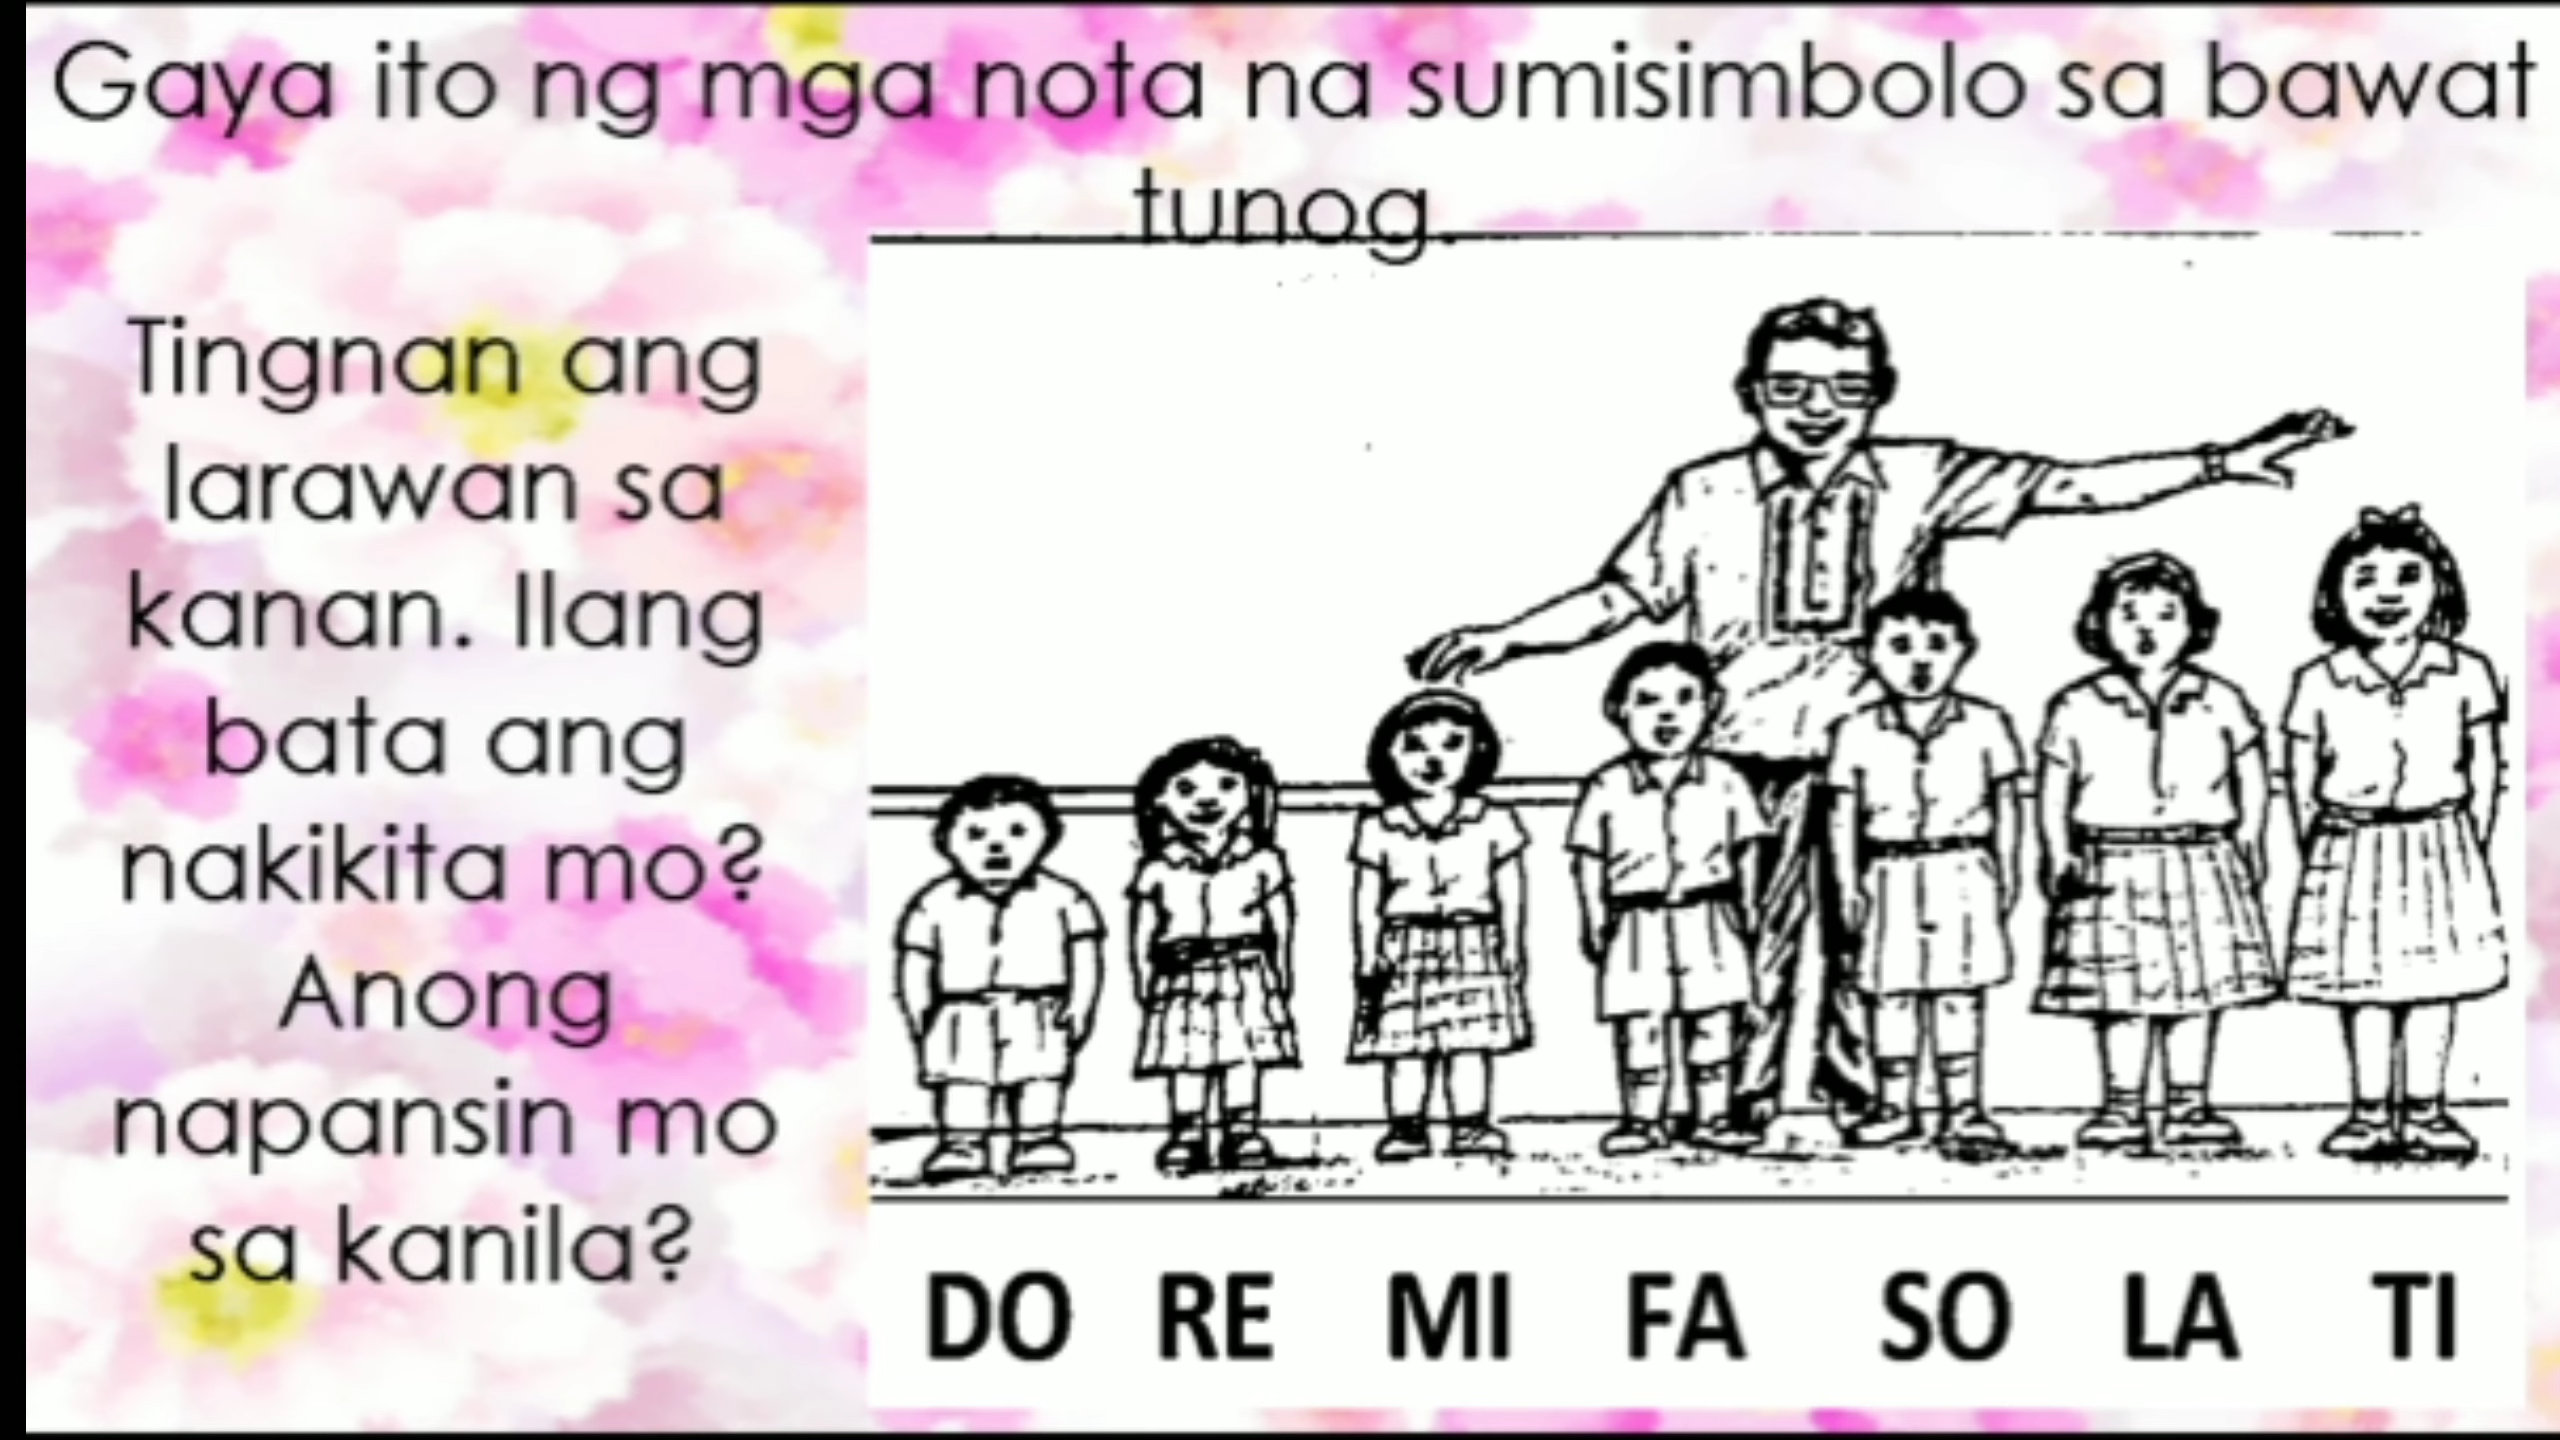 Gaya ito ng mga nota na sumisimbolo sa bawat
tunog.
Tingnan ang
larawan sa
kanan. Ilang
bata ang
nakikita mo?
Anong
napansin mo
sa kanila?
DO RE MI FA SO LA TI